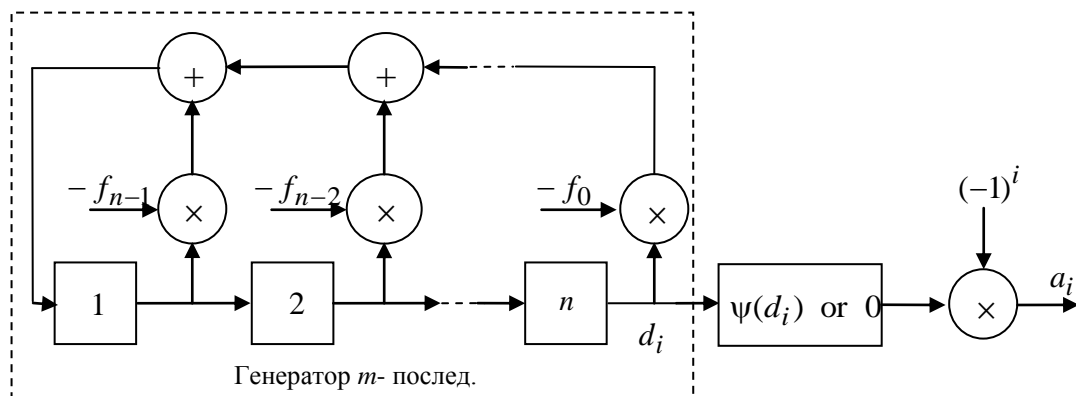 + +
− f_{n−1} × − f_{n−2} × − f_0 × (−1)^i
1 2 n ψ(d_i) or 0 × a_i
d_i
Генератор m- послед.